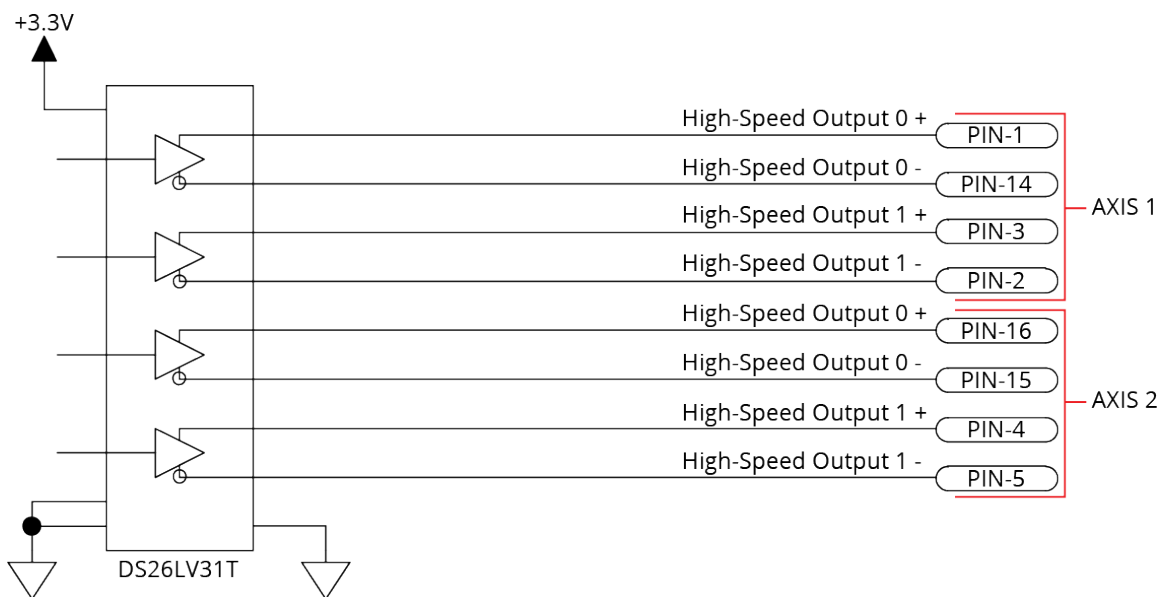 +3.3V
High-Speed Output 0 +
PIN-1
High-Speed Output 0 -
PIN-14
AXIS 1
High-Speed Output 1 +
PIN-3
High-Speed Output 1 -
PIN-2
High-Speed Output 0 +
PIN-16
High-Speed Output 0 -
PIN-15
AXIS 2
High-Speed Output 1 +
PIN-4
High-Speed Output 1 -
PIN-5
DS26LV31T